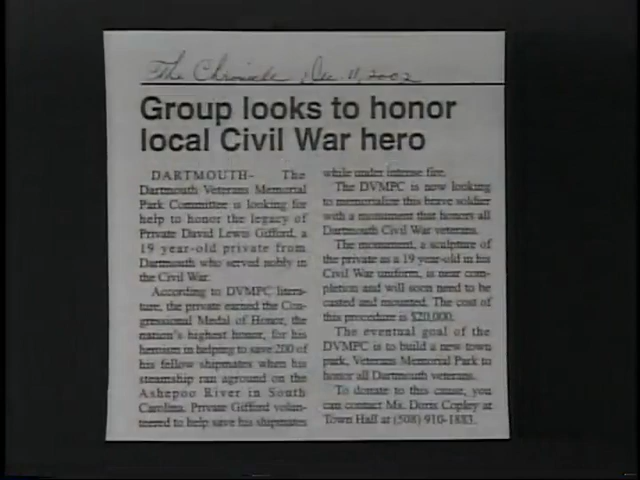 The Chronicle, Dec. 11, 2002
Group looks to honor
local Civil War hero
DARTMOUTH- The
Dartmouth Veterans Memorial
Park Committee is looking for
help to honor the legacy of
Private David Lewis Gifford, a
19 year-old private from
Dartmouth who served nobly in
the Civil War.
According to DVMPC litera-
ture, the private earned the Con-
gressional Medal of Honor, the
nation's highest honor, for his
heroism in helping to save 200 of
his fellow shipmates when his
steamship ran aground on the
Ashepoo River in South
Carolina. Private Gifford volun-
teered to help save his shipmates
while under intense fire.
The DVMPC is now looking
to memorialize this brave soldier
with a monument that honors all
Dartmouth Civil War veterans.
The monument, a sculpture of
the private as a 19 year-old in his
Civil War uniform, is near com-
pletion and will soon need to be
casted and mounted. The cost of
this procedure is $20,000.
The eventual goal of the
DVMPC is to build a new town
park, Veterans Memorial Park to
honor all Dartmouth veterans.
To donate to this cause, you
can contact Ms. Doris Copley at
Town Hall at (508) 910-1883.